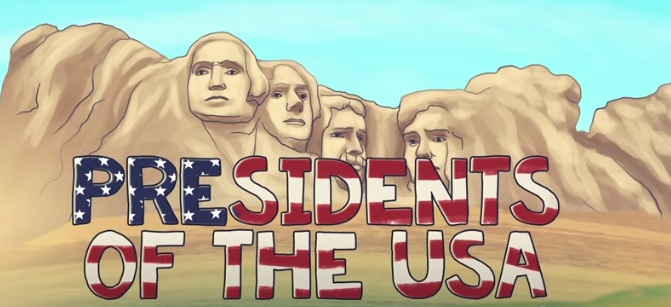 PRESIDENTS
OF THE USA